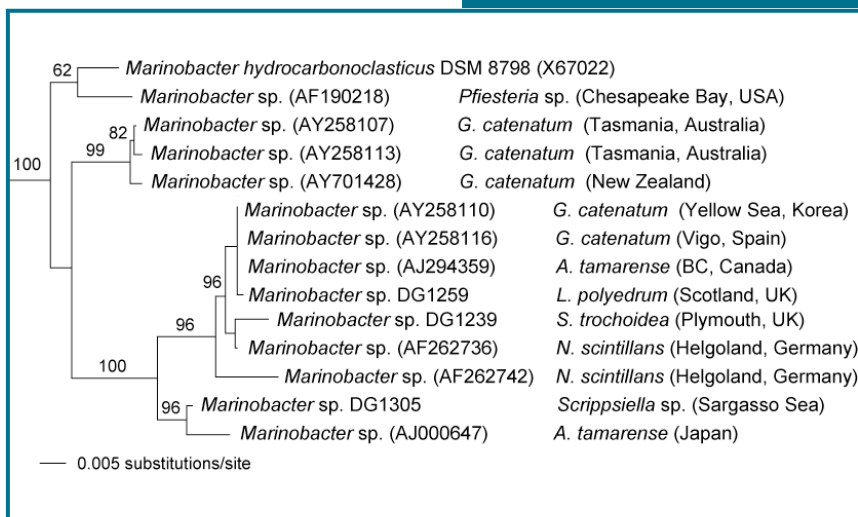 62 Marinobacter hydrocarbonoclasticus DSM 8798 (X67022)
Marinobacter sp. (AF190218) Pfiesteria sp. (Chesapeake Bay, USA)
82 Marinobacter sp. (AY258107) G. catenatum (Tasmania, Australia)
100 99 Marinobacter sp. (AY258113) G. catenatum (Tasmania, Australia)
Marinobacter sp. (AY701428) G. catenatum (New Zealand)
Marinobacter sp. (AY258110) G. catenatum (Yellow Sea, Korea)
Marinobacter sp. (AY258116) G. catenatum (Vigo, Spain)
96 Marinobacter sp. (AJ294359) A. tamarense (BC, Canada)
Marinobacter sp. DG1259 L. polyedrum (Scotland, UK)
96 Marinobacter sp. DG1239 S. trochoidea (Plymouth, UK)
Marinobacter sp. (AF262736) N. scintillans (Helgoland, Germany)
100 Marinobacter sp. (AF262742) N. scintillans (Helgoland, Germany)
96 Marinobacter sp. DG1305 Scrippsiella sp. (Sargasso Sea)
Marinobacter sp. (AJ000647) A. tamarense (Japan)
0.005 substitutions/site